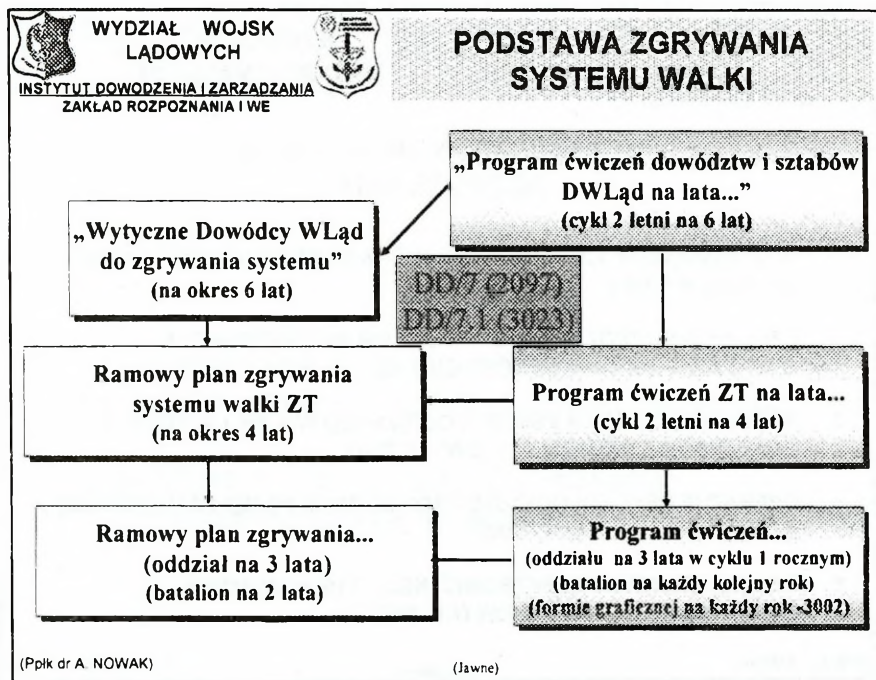 WYDZIAŁ WOJSK
LĄDOWYCH
INSTYTUT DOWODZENIA I ZARZĄDZANIA
ZAKŁAD ROZPOZNANIA I WE
PODSTAWA ZGRYWANIA
SYSTEMU WALKI
„Program ćwiczeń dowództw i sztabów
DWLąd na lata...”
(cykl 2 letni na 6 lat)
„Wytyczne Dowódcy WLąd
do zgrywania systemu”
(na okres 6 lat)
DD/7 (2097)
DD/7.1 (3023)
Ramowy plan zgrywania
systemu walki ZT
(na okres 4 lat)
Program ćwiczeń ZT na lata...
(cykl 2 letni na 4 lat)
Ramowy plan zgrywania...
(oddział na 3 lata)
(batalion na 2 lata)
Program ćwiczeń...
(oddziału na 3 lata w cyklu 1 rocznym)
(batalion na każdy kolejny rok)
(formie graficznej na każdy rok -3002)
(Ppłk dr A. NOWAK)
(Jawne)